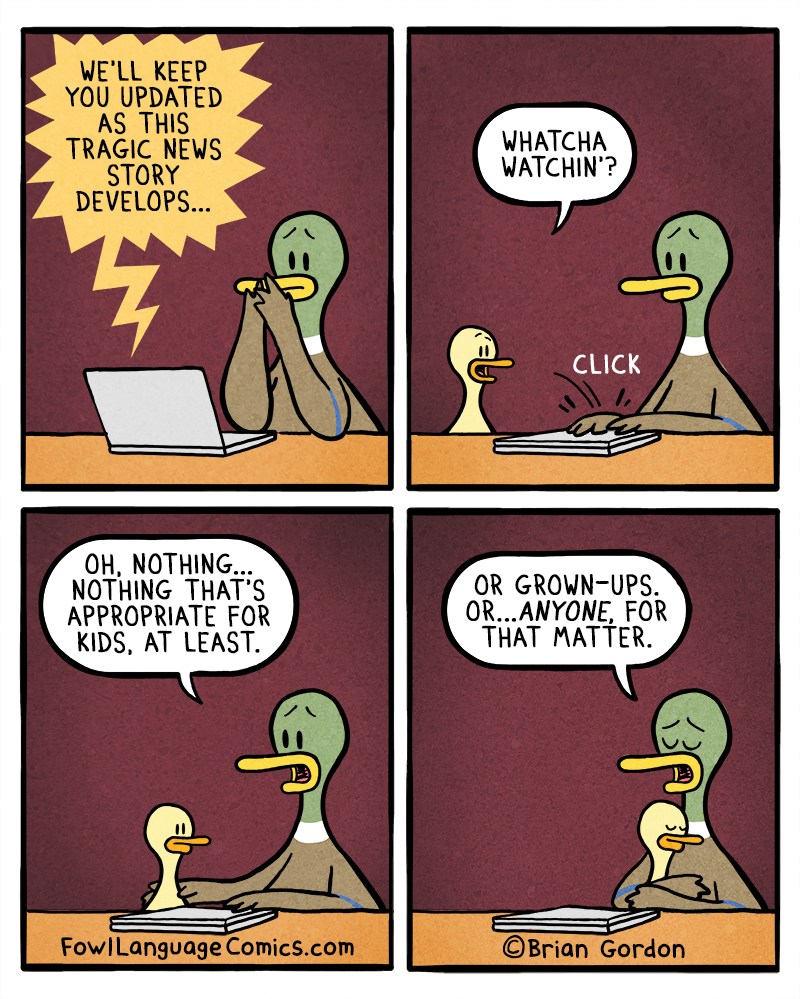 WE'LL KEEP
YOU UPDATED
AS THIS
TRAGIC NEWS
STORY
DEVELOPS...
WHATCHA
WATCHIN'?
CLICK
OH, NOTHING...
NOTHING THAT'S
APPROPRIATE FOR
KIDS, AT LEAST.
OR GROWN-UPS.
OR...ANYONE, FOR
THAT MATTER.
FowlLanguageComics.com
©Brian Gordon